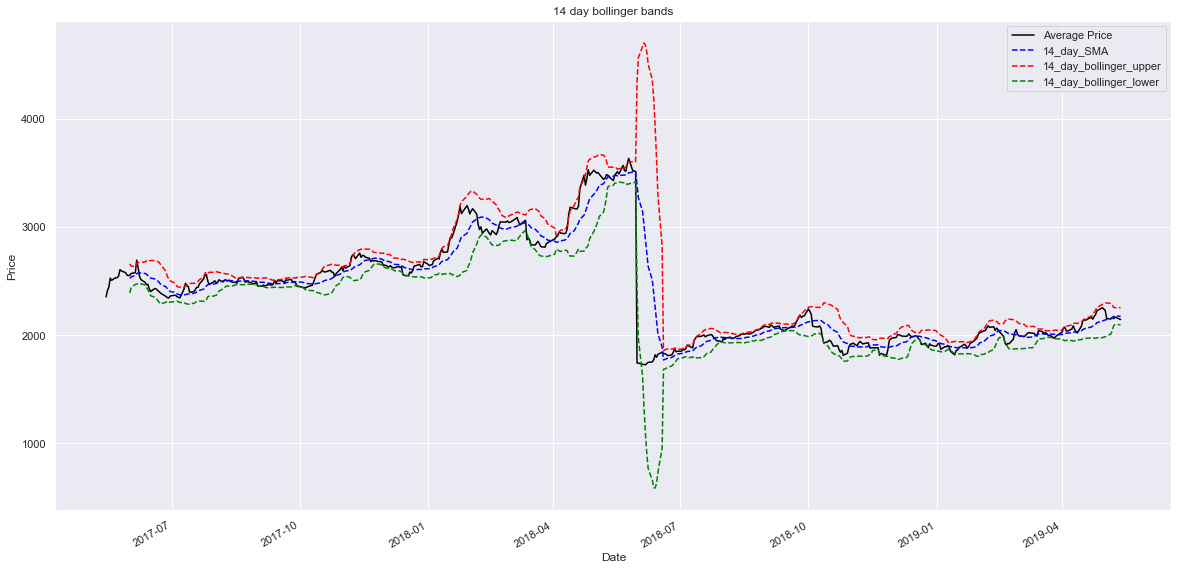 14 day bollinger bands
Average Price
14_day_SMA
14_day_bollinger_upper
14_day_bollinger_lower
Price
4000
3000
2000
1000
2017-07
2017-10
2018-01
2018-04
2018-07
2018-10
2019-01
2019-04
Date